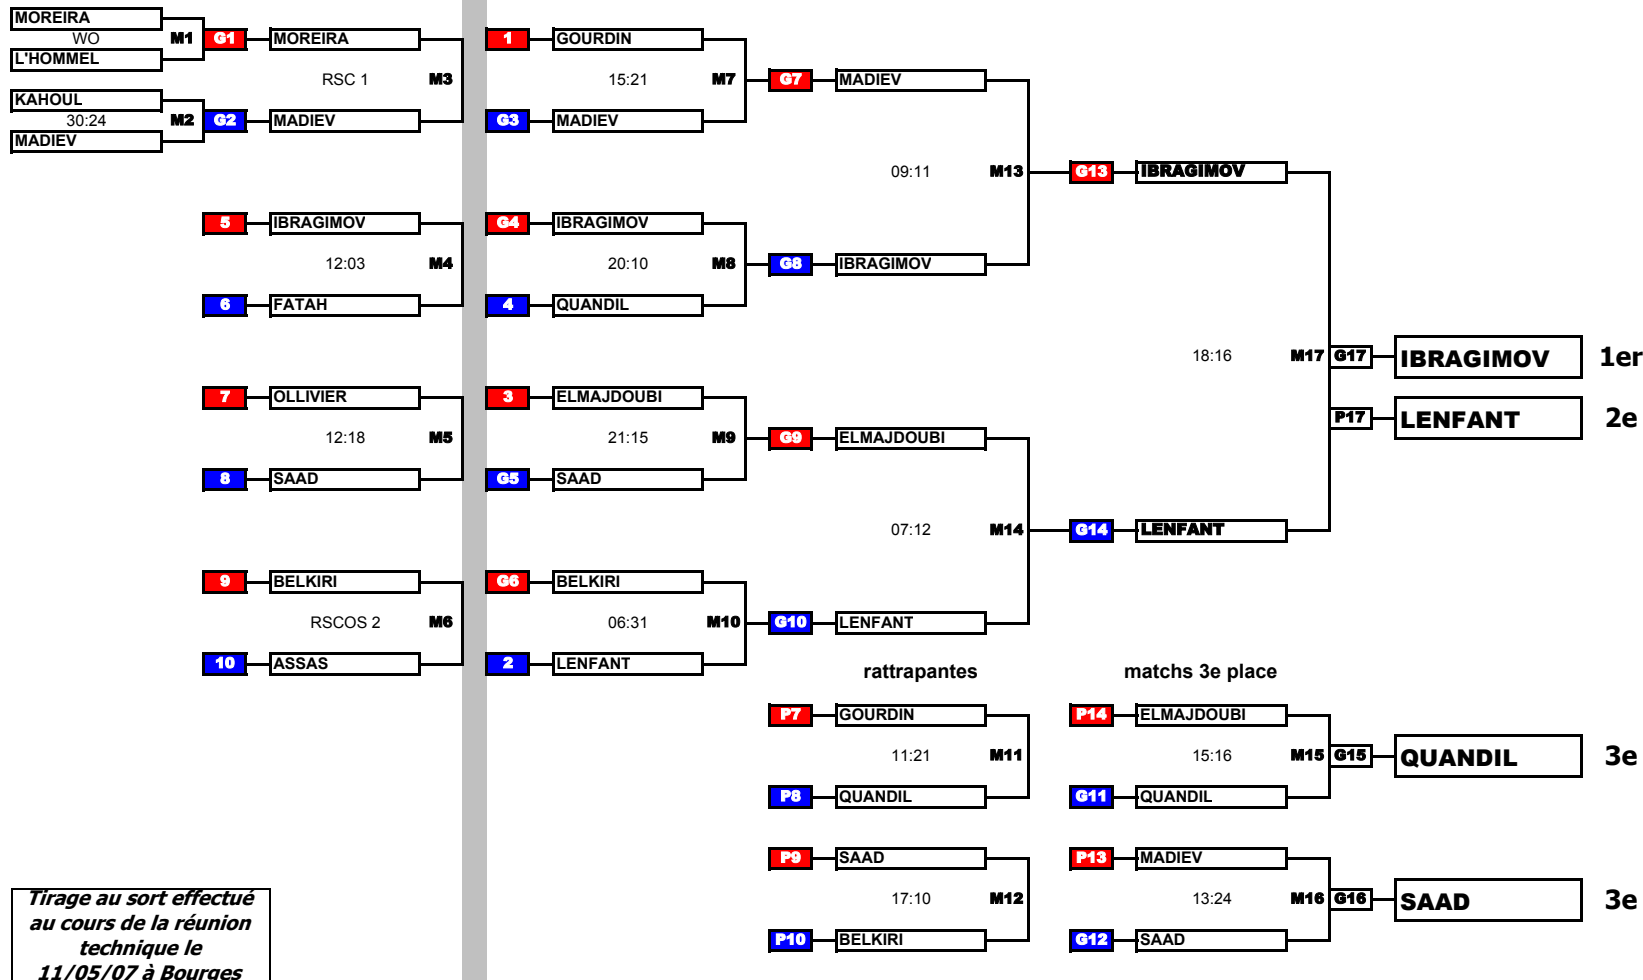 MOREIRA
WO M1 G1 MOREIRA 1 GOURDIN
L'HOMMEL
RSC 1 M3 15:21 M7 G7 MADIEV
KAHOUL
30:24 M2 G2 MADIEV G3 MADIEV
MADIEV
09:11 M13 G13 IBRAGIMOV
5 IBRAGIMOV G4 IBRAGIMOV
12:03 M4 20:10 M8 G8 IBRAGIMOV
6 FATAH 4 QUANDIL
18:16 M17 G17 IBRAGIMOV 1er
7 OLLIVIER 3 ELMAJDOUBI
P17 LENFANT 2e
12:18 M5 21:15 M9 G9 ELMAJDOUBI
8 SAAD G5 SAAD
07:12 M14 G14 LENFANT
9 BELKIRI G6 BELKIRI
RSCOS 2 M6 06:31 M10 G10 LENFANT
10 ASSAS 2 LENFANT
rattrapantes matchs 3e place
P7 GOURDIN P14 ELMAJDOUBI
11:21 M11 15:16 M15 G15 QUANDIL 3e
P8 QUANDIL G11 QUANDIL
P9 SAAD P13 MADIEV
17:10 M12 13:24 M16 G16 SAAD 3e
P10 BELKIRI G12 SAAD
Tirage au sort effectué
au cours de la réunion
technique le
11/05/07 à Bourges